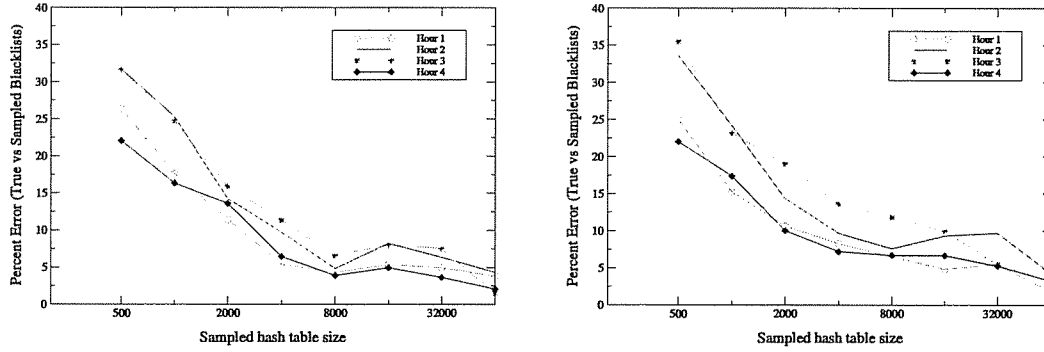 40
35
30
25
20
15
10
5
0
Percent Error (True vs Sampled Blacklists)
Hour 1
Hour 2
Hour 3
Hour 4
500
2000
8000
32000
Sampled hash table size
40
35
30
25
20
15
10
5
0
Percent Error (True vs Sampled Blacklists)
Hour 1
Hour 2
Hour 3
Hour 4
500
2000
8000
32000
Sampled hash table size